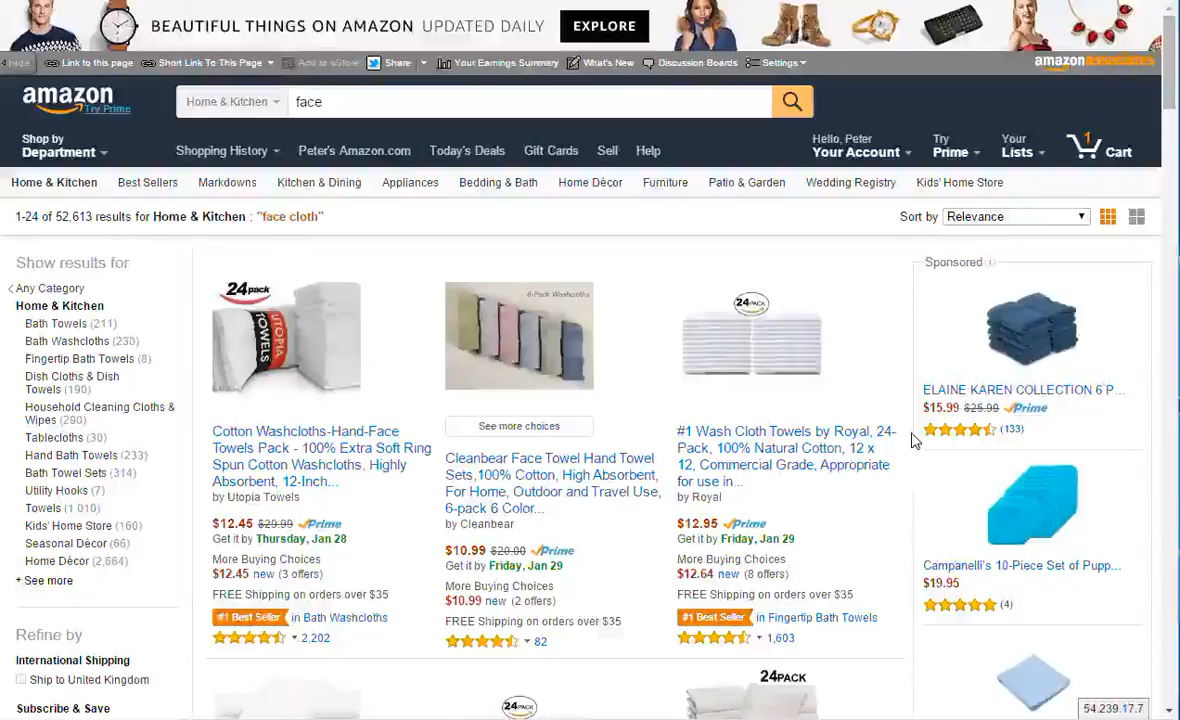 BEAUTIFUL THINGS ON AMAZON UPDATED DAILY EXPLORE
hide Link to this page Short Link To This Page Add to aStore Share Your Earnings Summary What's New Discussion Boards Settings amazon
amazon
Try Prime
Home & Kitchen face
Shop by
Department
Shopping History Peter's Amazon.com Today's Deals Gift Cards Sell Help
Hello, Peter
Your Account
Try
Prime
Your
Lists
1
Cart
Home & Kitchen Best Sellers Markdowns Kitchen & Dining Appliances Bedding & Bath Home Décor Furniture Patio & Garden Wedding Registry Kids' Home Store
1-24 of 52,613 results for Home & Kitchen : "face cloth"
Sort by Relevance
Show results for
Any Category
Home & Kitchen
Bath Towels (211)
Bath Washcloths (230)
Fingertip Bath Towels (8)
Dish Cloths & Dish
Towels (190)
Household Cleaning Cloths &
Wipes (290)
Tablecloths (30)
Hand Bath Towels (233)
Bath Towel Sets (314)
Utility Hooks (7)
Towels (1 010)
Kids' Home Store (160)
Seasonal Décor (66)
Home Décor (2,664)
+ See more
Refine by
International Shipping
Ship to United Kingdom
Subscribe & Save
24pack
UTOPIA
TOWELS
Cotton Washcloths-Hand-Face
Towels Pack - 100% Extra Soft Ring
Spun Cotton Washcloths, Highly
Absorbent, 12-Inch...
by Utopia Towels
$12.45 $29.99 Prime
Get it by Thursday, Jan 28
More Buying Choices
$12.45 new (3 offers)
FREE Shipping on orders over $35
#1 Best Seller in Bath Washcloths
2,202
6-Pack Washcloths
See more choices
Cleanbear Face Towel Hand Towel
Sets,100% Cotton, High Absorbent,
For Home, Outdoor and Travel Use,
6-pack 6 Color...
by Cleanbear
$10.99 $20.00 Prime
Get it by Friday, Jan 29
More Buying Choices
$10.99 new (2 offers)
FREE Shipping on orders over $35
82
24PACK
24PACK
#1 Wash Cloth Towels by Royal, 24-
Pack, 100% Natural Cotton, 12 x
12, Commercial Grade, Appropriate
for use in...
by Royal
$12.95 Prime
Get it by Friday, Jan 29
More Buying Choices
$12.64 new (8 offers)
FREE Shipping on orders over $35
#1 Best Seller in Fingertip Bath Towels
1,603
24PACK
Sponsored
ELAINE KAREN COLLECTION 6 P...
$15.99 $25.99 Prime
(133)
Campanelli's 10-Piece Set of Pupp...
$19.95
(4)
54.239.17.7